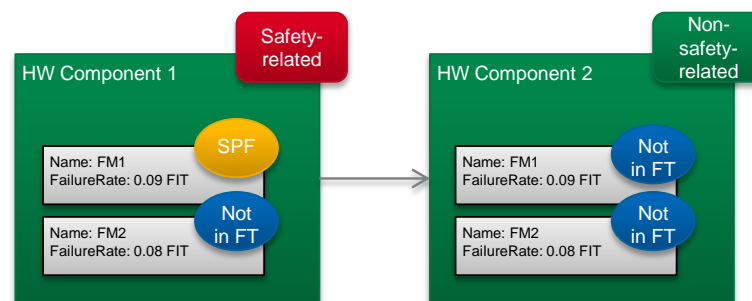 Safety-
related
HW Component 1
SPF
Name: FM1
FailureRate: 0.09 FIT
Not
in FT
Name: FM2
FailureRate: 0.08 FIT
Non-
safety-
related
HW Component 2
Not
in FT
Name: FM1
FailureRate: 0.09 FIT
Not
in FT
Name: FM2
FailureRate: 0.08 FIT